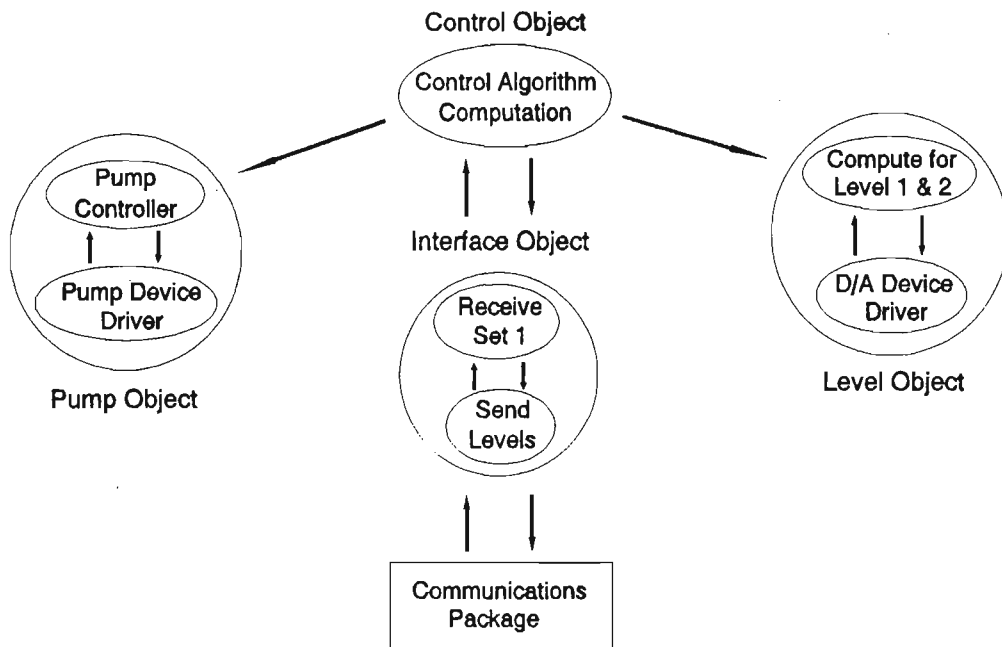 Control Object
Control Algorithm
Computation
Pump
Controller
Pump Device
Driver
Pump Object
Interface Object
Receive
Set 1
Send
Levels
Compute for
Level 1 & 2
D/A Device
Driver
Level Object
Communications
Package